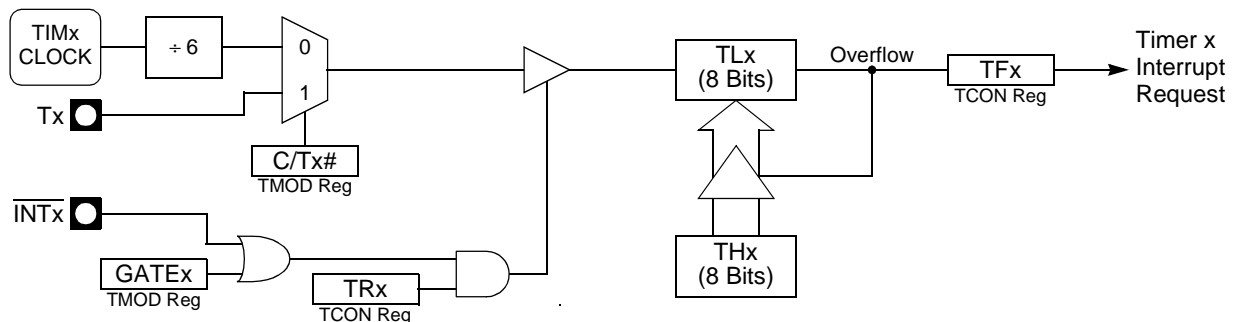 TIMx
CLOCK
÷ 6
0
1
Tx
C/Tx#
TMOD Reg
INTx
GATEx
TMOD Reg
TRx
TCON Reg
TLx
(8 Bits)
Overflow
TFx
TCON Reg
Timer x
Interrupt
Request
THx
(8 Bits)